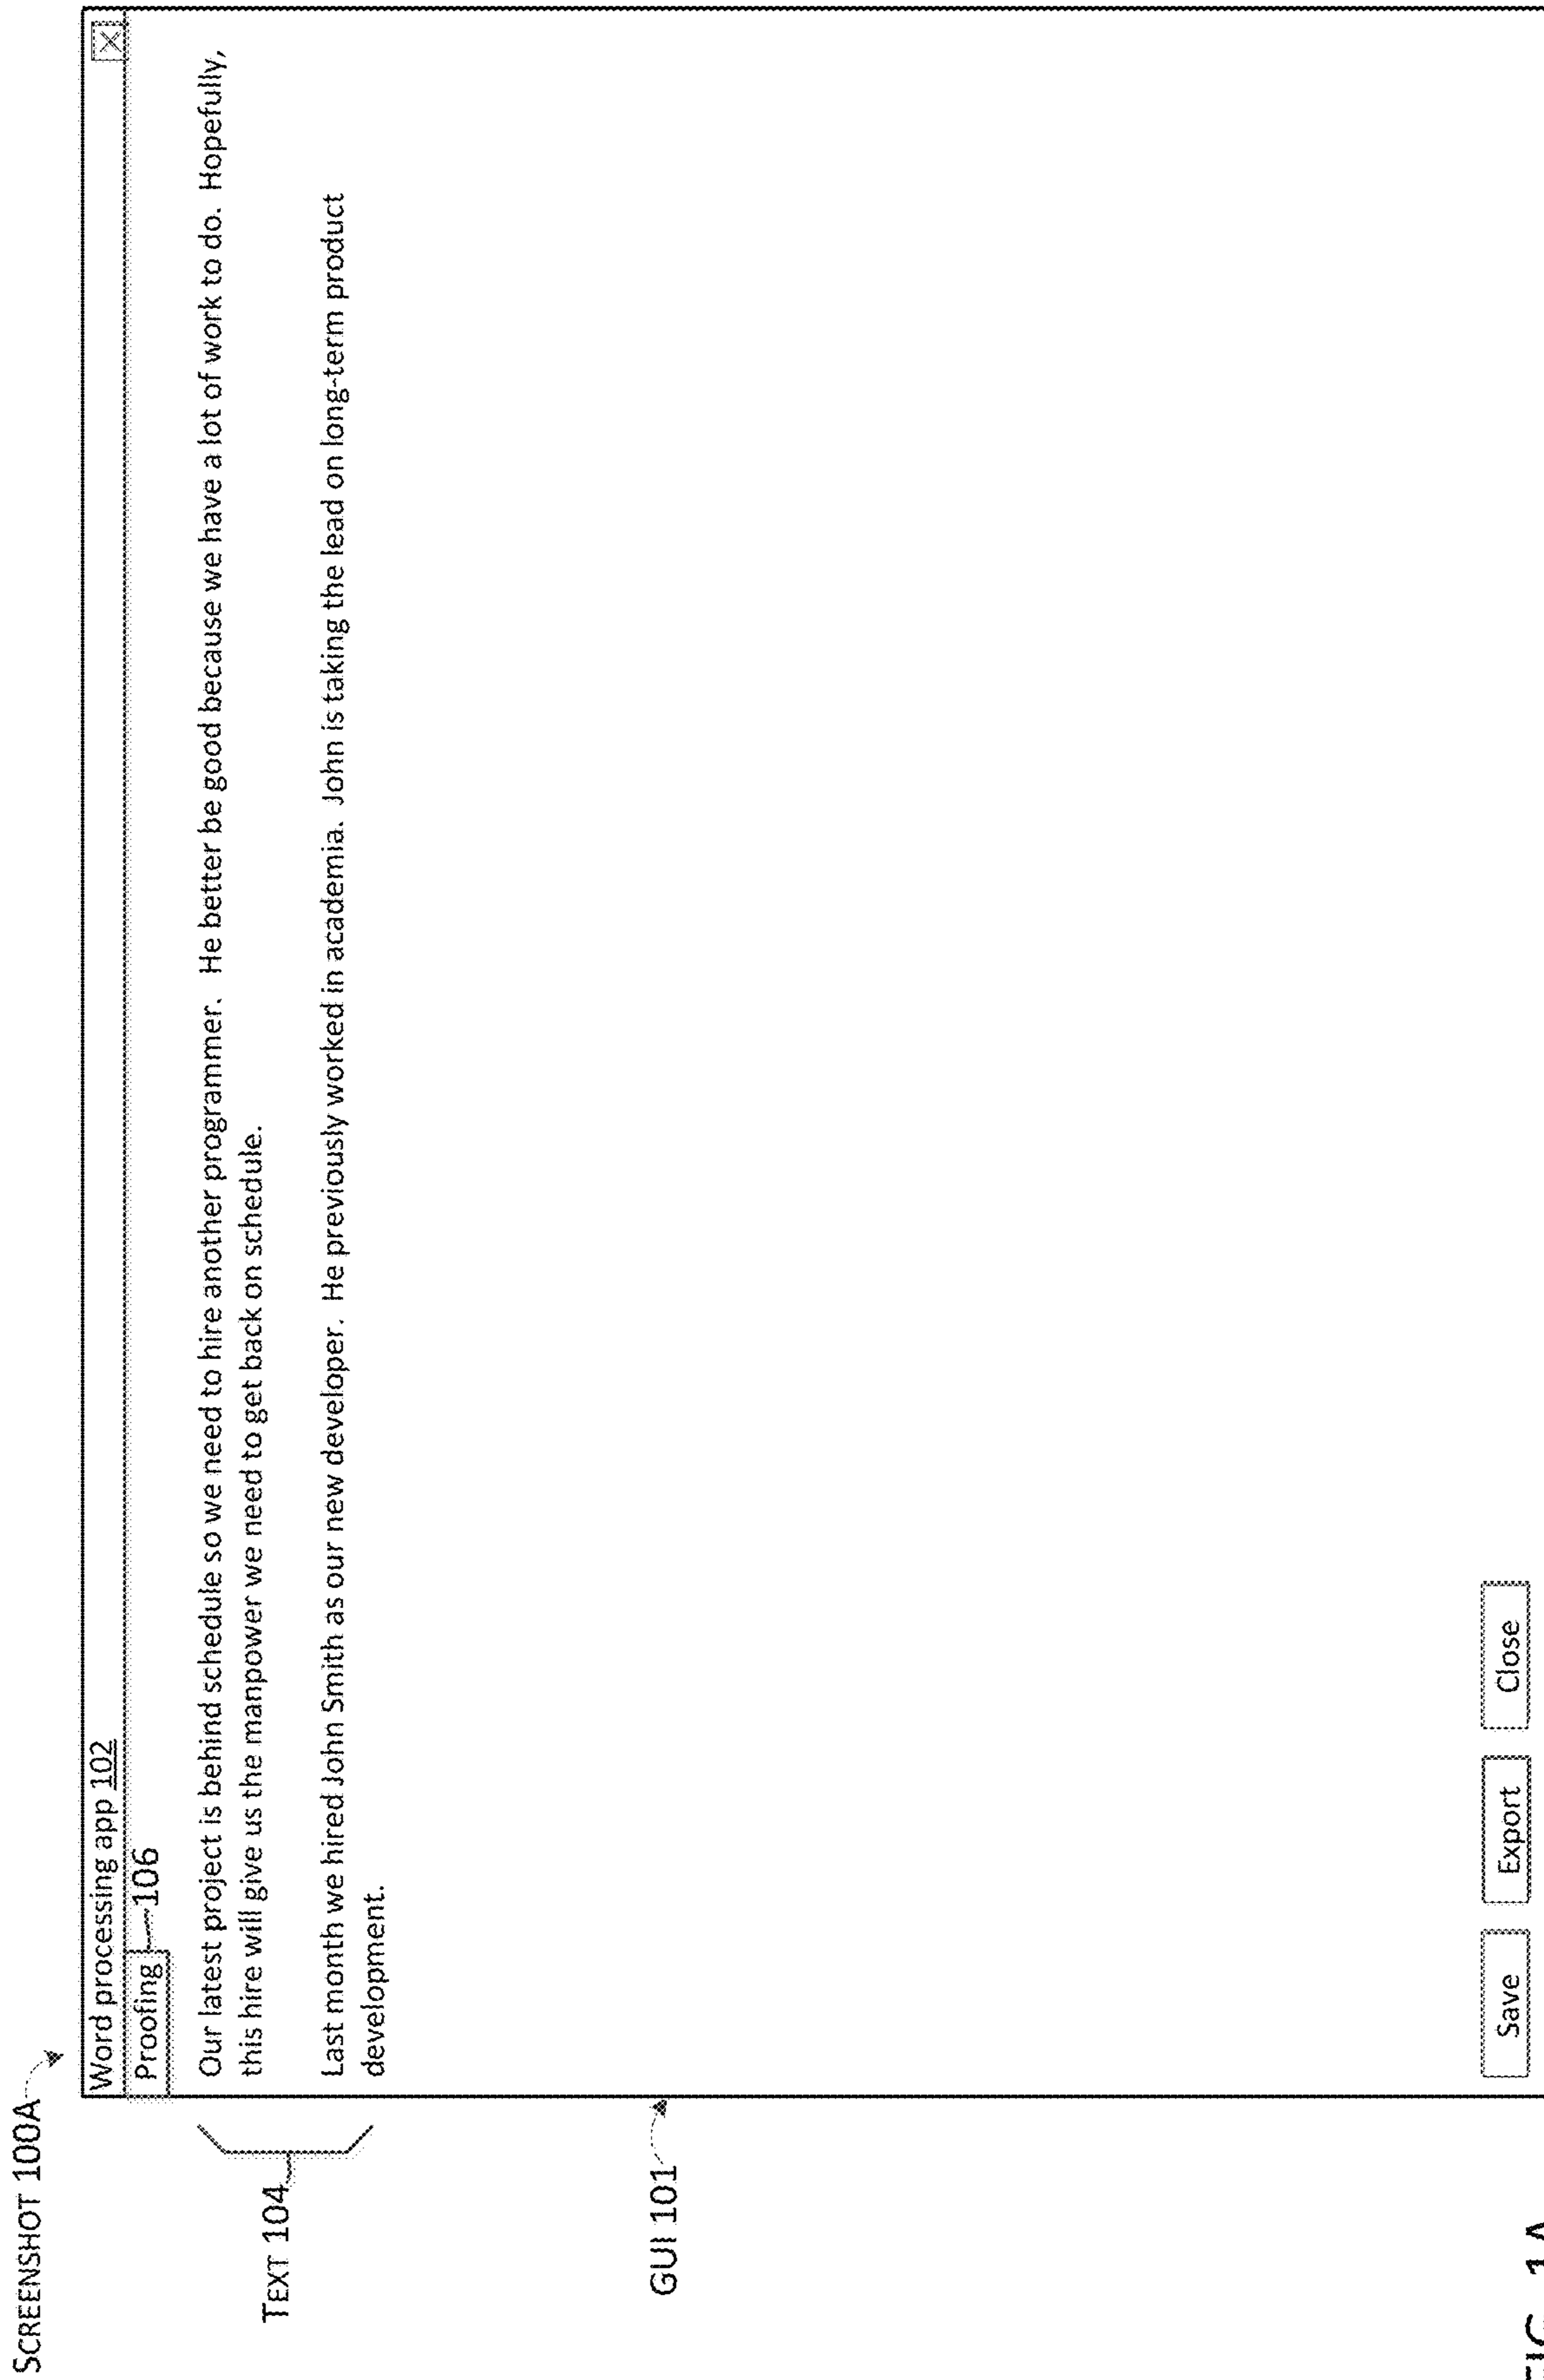 SCREENSHOT 100A
Word processing app 102
Proofing
106
Our latest project is behind schedule so we need to hire another programmer. He better be good because we have a lot of work to do. Hopefully,
this hire will give us the manpower we need to get back on schedule.
TEXT 104
Last month we hired John Smith as our new developer. He previously worked in academia. John is taking the lead on long-term product
development.
GUI 101
Save
Export
Close
FIG. 1A